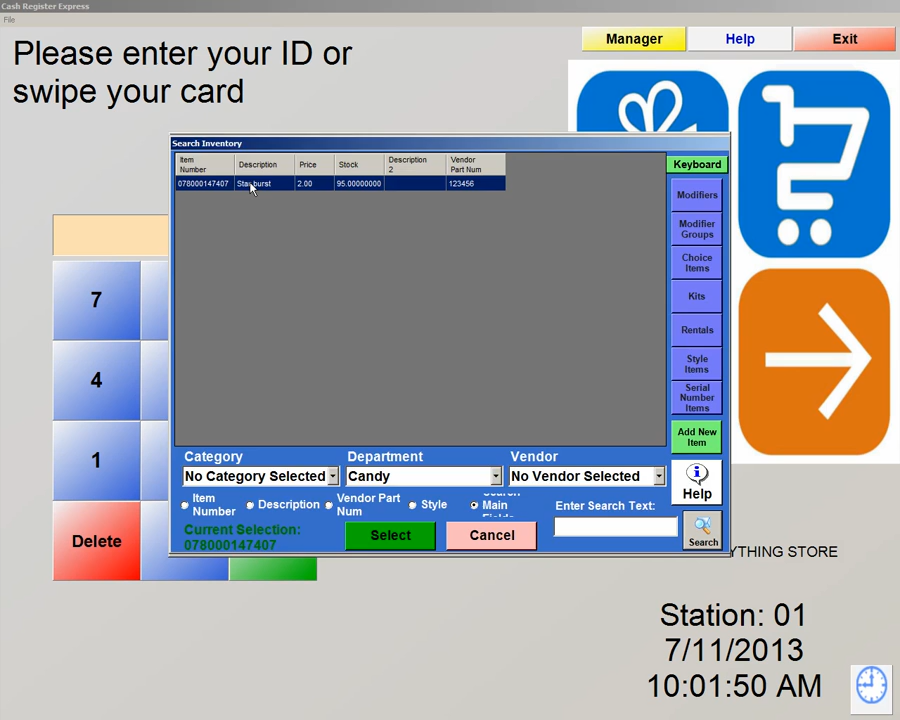 Cash Register Express
File
Please enter your ID or
swipe your card
Manager
Help
Exit
Search Inventory
Item
Number
Description
Price
Stock
Description
2
Vendor
Part Num
078000147407
Starburst
2.00
95.00000000
123456
Keyboard
Modifiers
Modifier
Groups
Choice
Items
Kits
Rentals
Style
Items
Serial
Number
Items
Add New
Item
Help
Search
Category
Department
Vendor
No Category Selected
Candy
No Vendor Selected
Item
Number
Description
Vendor Part
Num
Style
Search
Main
Fields
Enter Search Text:
Current Selection:
078000147407
Select
Cancel
7
4
1
Delete
YTHING STORE
Station: 01
7/11/2013
10:01:50 AM